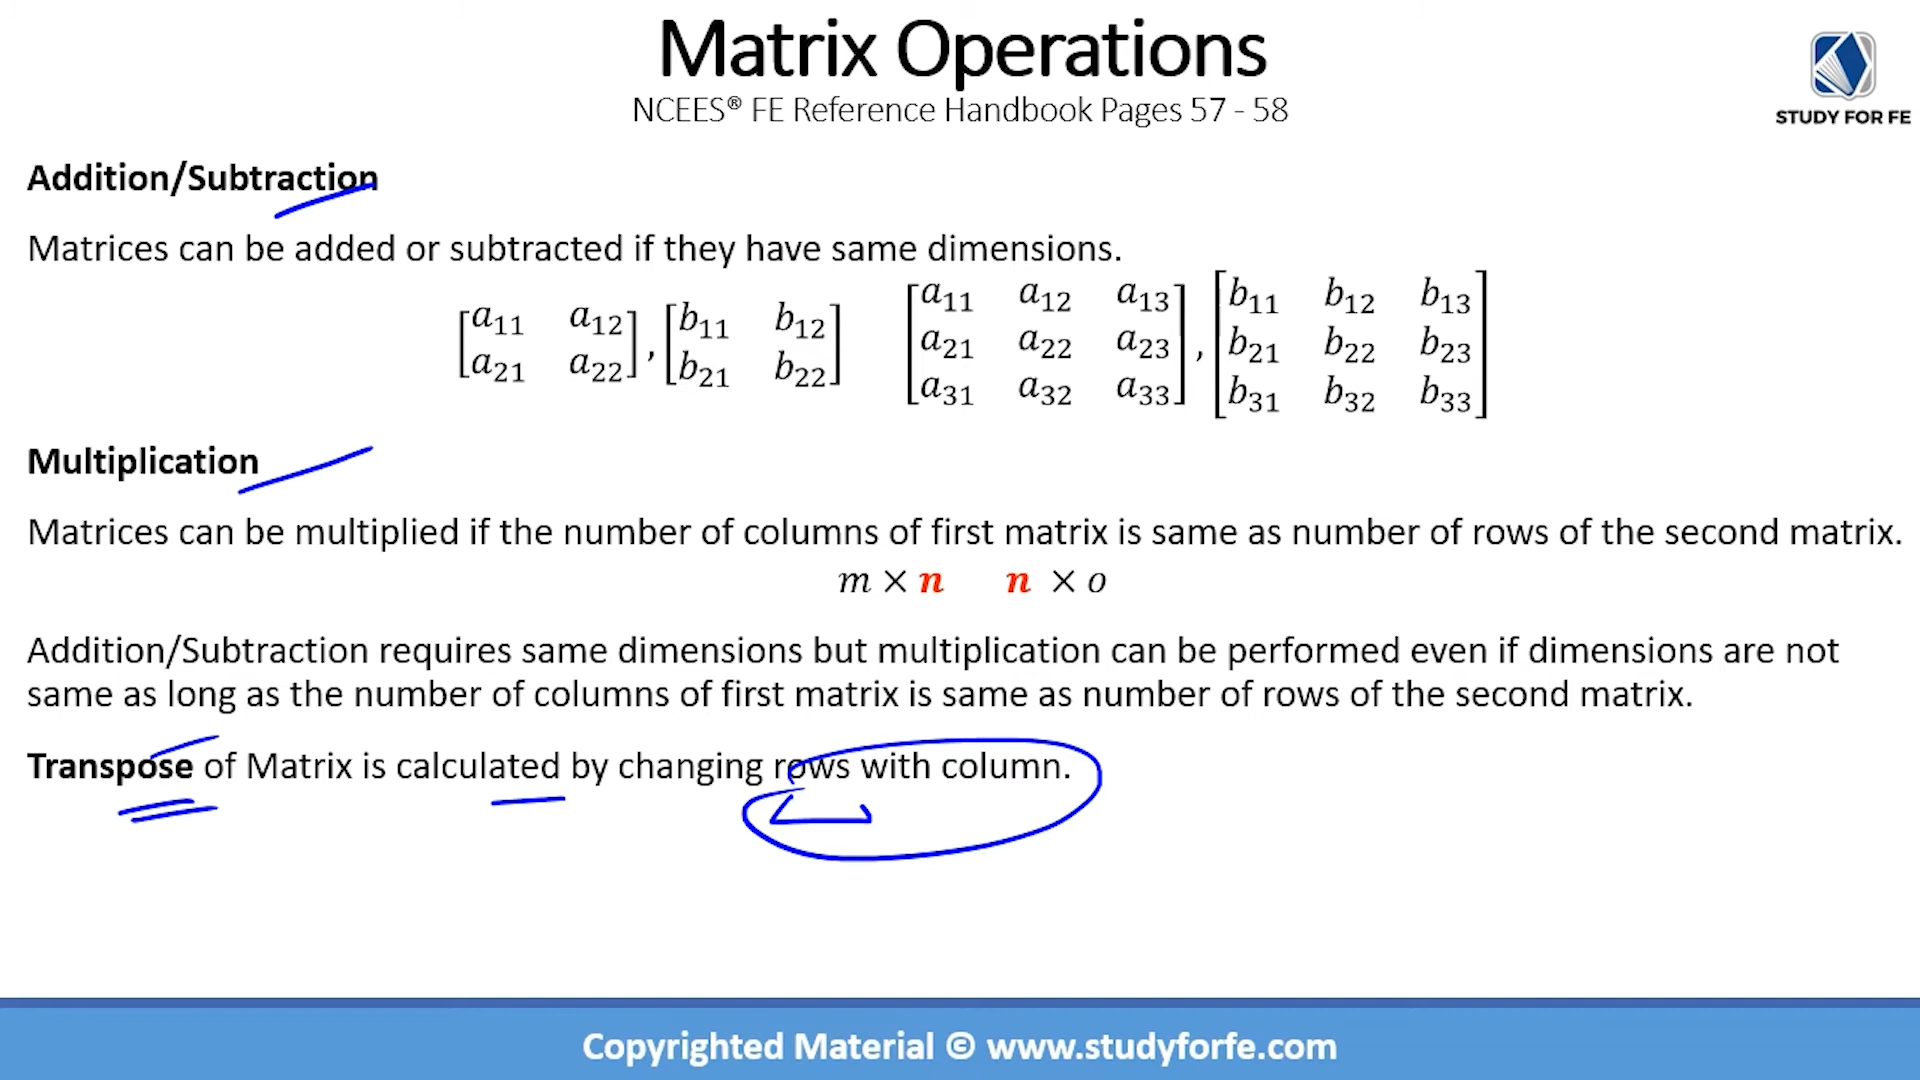 Matrix Operations
NCEES® FE Reference Handbook Pages 57 - 58
STUDY FOR FE
Addition/Subtraction
Matrices can be added or subtracted if they have same dimensions.
[a11 a12
a21 a22], [b11 b12
b21 b22]
[a11 a12 a13
a21 a22 a23
a31 a32 a33], [b11 b12 b13
b21 b22 b23
b31 b32 b33]
Multiplication
Matrices can be multiplied if the number of columns of first matrix is same as number of rows of the second matrix.
m × n n × o
Addition/Subtraction requires same dimensions but multiplication can be performed even if dimensions are not
same as long as the number of columns of first matrix is same as number of rows of the second matrix.
Transpose of Matrix is calculated by changing rows with column.
Copyrighted Material © www.studyforfe.com